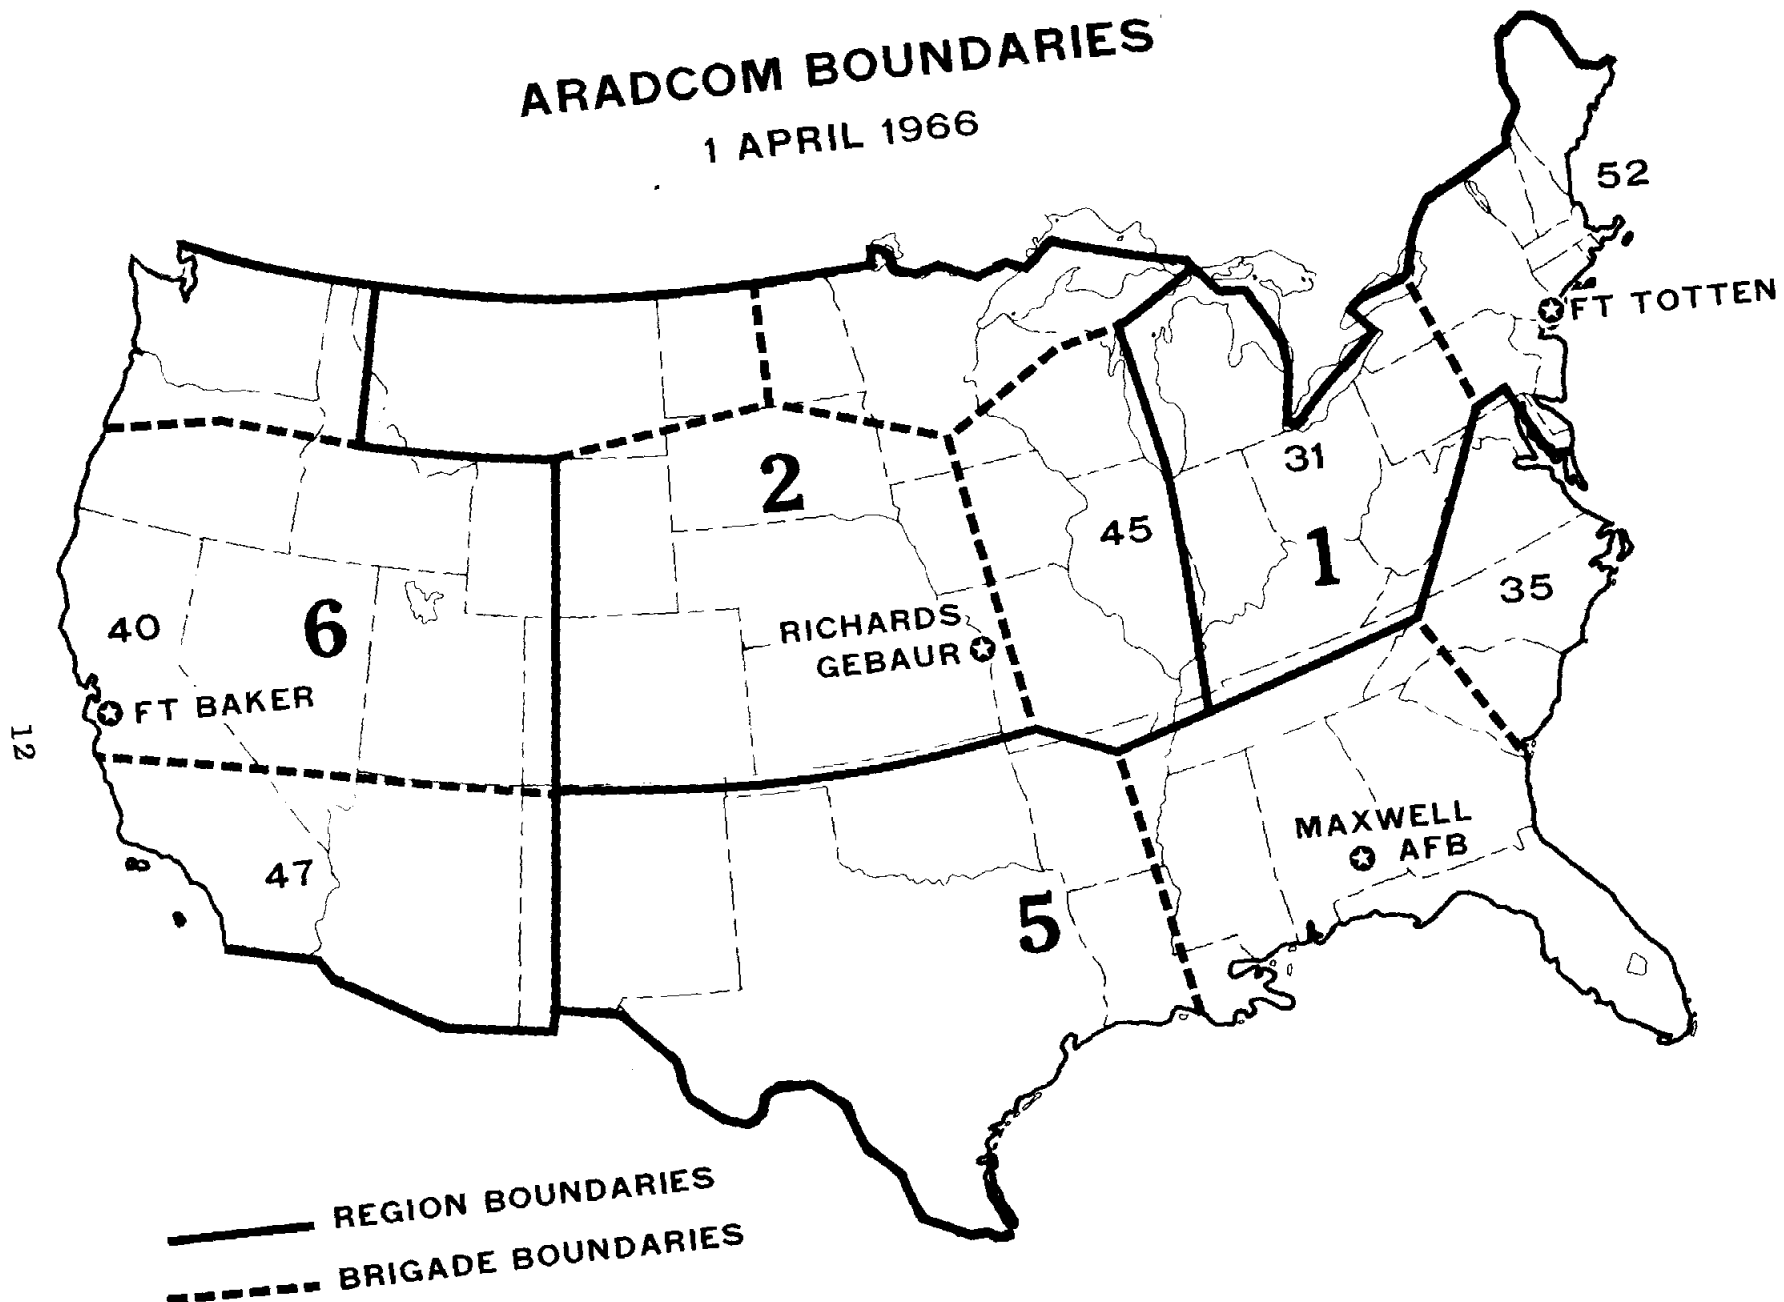 ARADCOM BOUNDARIES
1 APRIL 1966
52
FT TOTTEN
2
31
45
1
35
40
6
RICHARDS
GEBAUR
FT BAKER
12
47
5
MAXWELL
AFB
REGION BOUNDARIES
BRIGADE BOUNDARIES